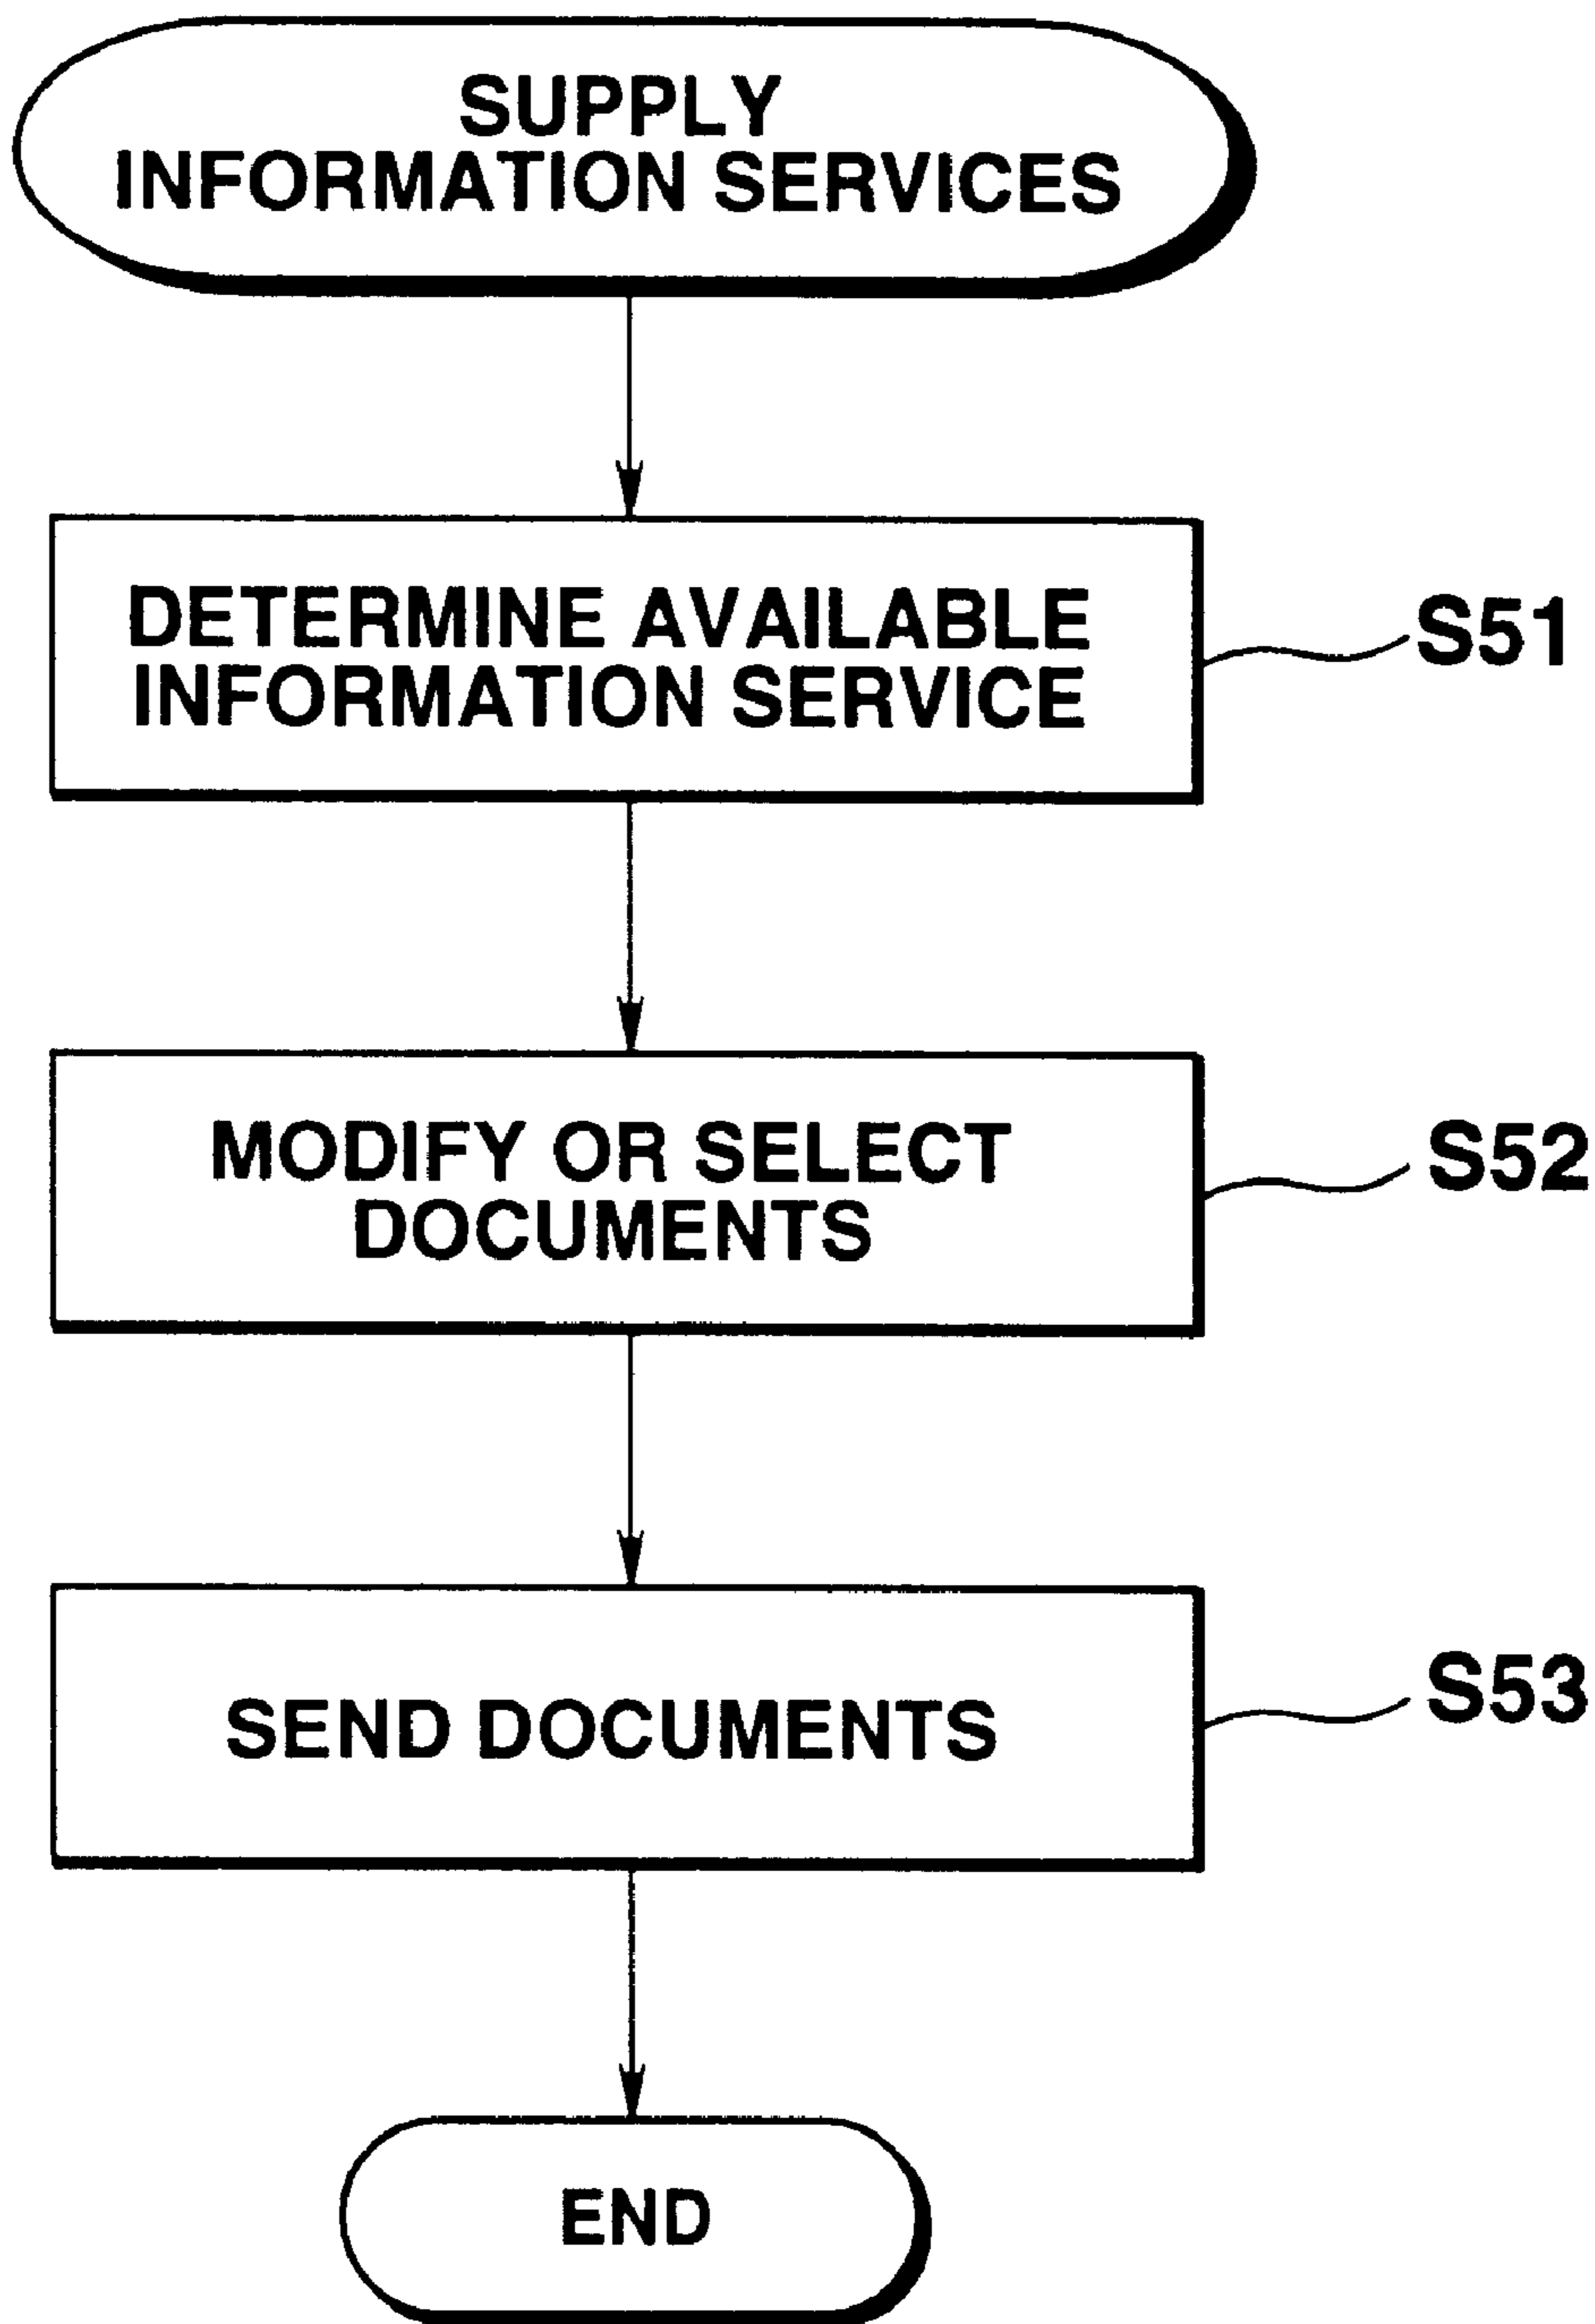 SUPPLY
INFORMATION SERVICES
DETERMINE AVAILABLE
INFORMATION SERVICE
S51
MODIFY OR SELECT
DOCUMENTS
S52
SEND DOCUMENTS
S53
END